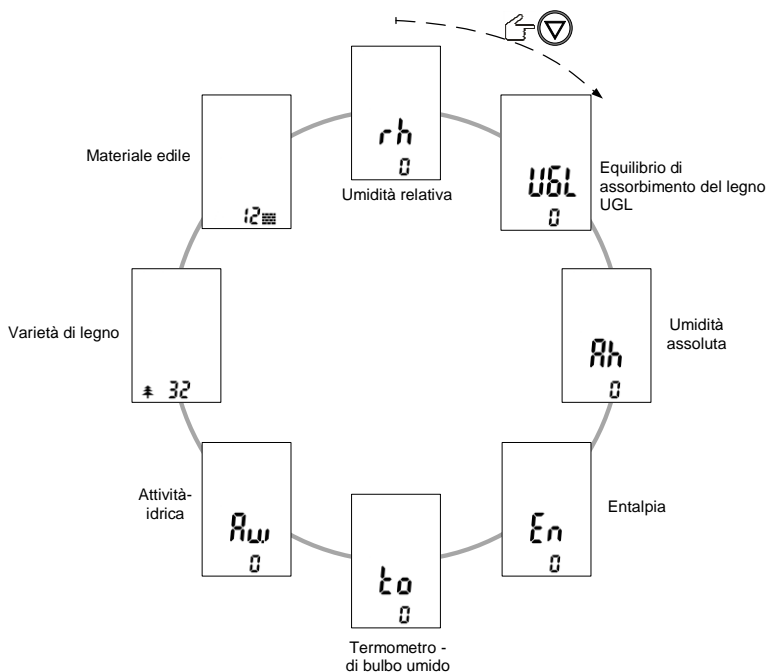 rh
0
Umidità relativa
UGL
0
Equilibrio di
assorbimento del legno
UGL
Ah
0
Umidità
assoluta
En
0
Entalpia
to
0
Termometro -
di bulbo umido
Aw
0
Attività-
idrica
32
Varietà di legno
12
Materiale edile